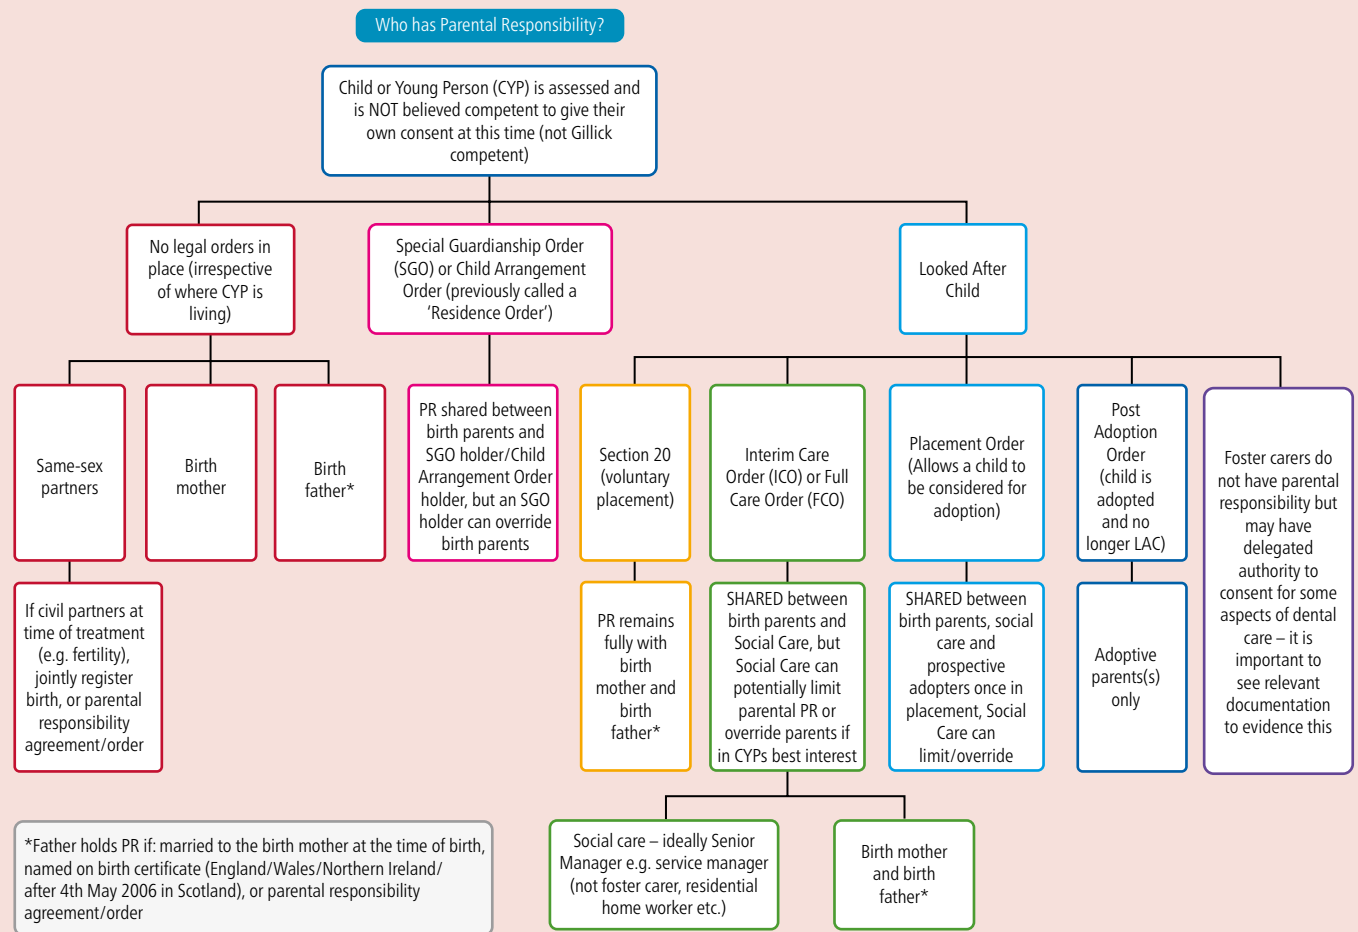 Who has Parental Responsibility?
Child or Young Person (CYP) is assessed and
is NOT believed competent to give their
own consent at this time (not Gillick
competent)
No legal orders in
place (irrespective
of where CYP is
living)
Special Guardianship Order
(SGO) or Child Arrangement
Order (previously called a
‘Residence Order’)
Looked After
Child
Same-sex
partners
Birth
mother
Birth
father*
PR shared between
birth parents and
SGO holder/Child
Arrangement Order
holder, but an SGO
holder can override
birth parents
Section 20
(voluntary
placement)
Interim Care
Order (ICO) or Full
Care Order (FCO)
Placement Order
(Allows a child to
be considered for
adoption)
Post
Adoption
Order
(child is
adopted
and no
longer LAC)
Foster carers do
not have parental
responsibility but
may have
delegated
authority to
consent for some
aspects of dental
care – it is
important to
see relevant
documentation
to evidence this
If civil partners at
time of treatment
(e.g. fertility),
jointly register
birth, or parental
responsibility
agreement/order
PR remains
fully with
birth
mother and
birth
father*
SHARED between
birth parents and
Social Care, but
Social Care can
potentially limit
parental PR or
override parents if
in CYPs best interest
SHARED between
birth parents, social
care and
prospective
adopters once in
placement, Social
Care can
limit/override
Adoptive
parents(s)
only
Social care – ideally Senior
Manager e.g. service manager
(not foster carer, residential
home worker etc.)
Birth mother
and birth
father*
*Father holds PR if: married to the birth mother at the time of birth,
named on birth certificate (England/Wales/Northern Ireland/
after 4th May 2006 in Scotland), or parental responsibility
agreement/order